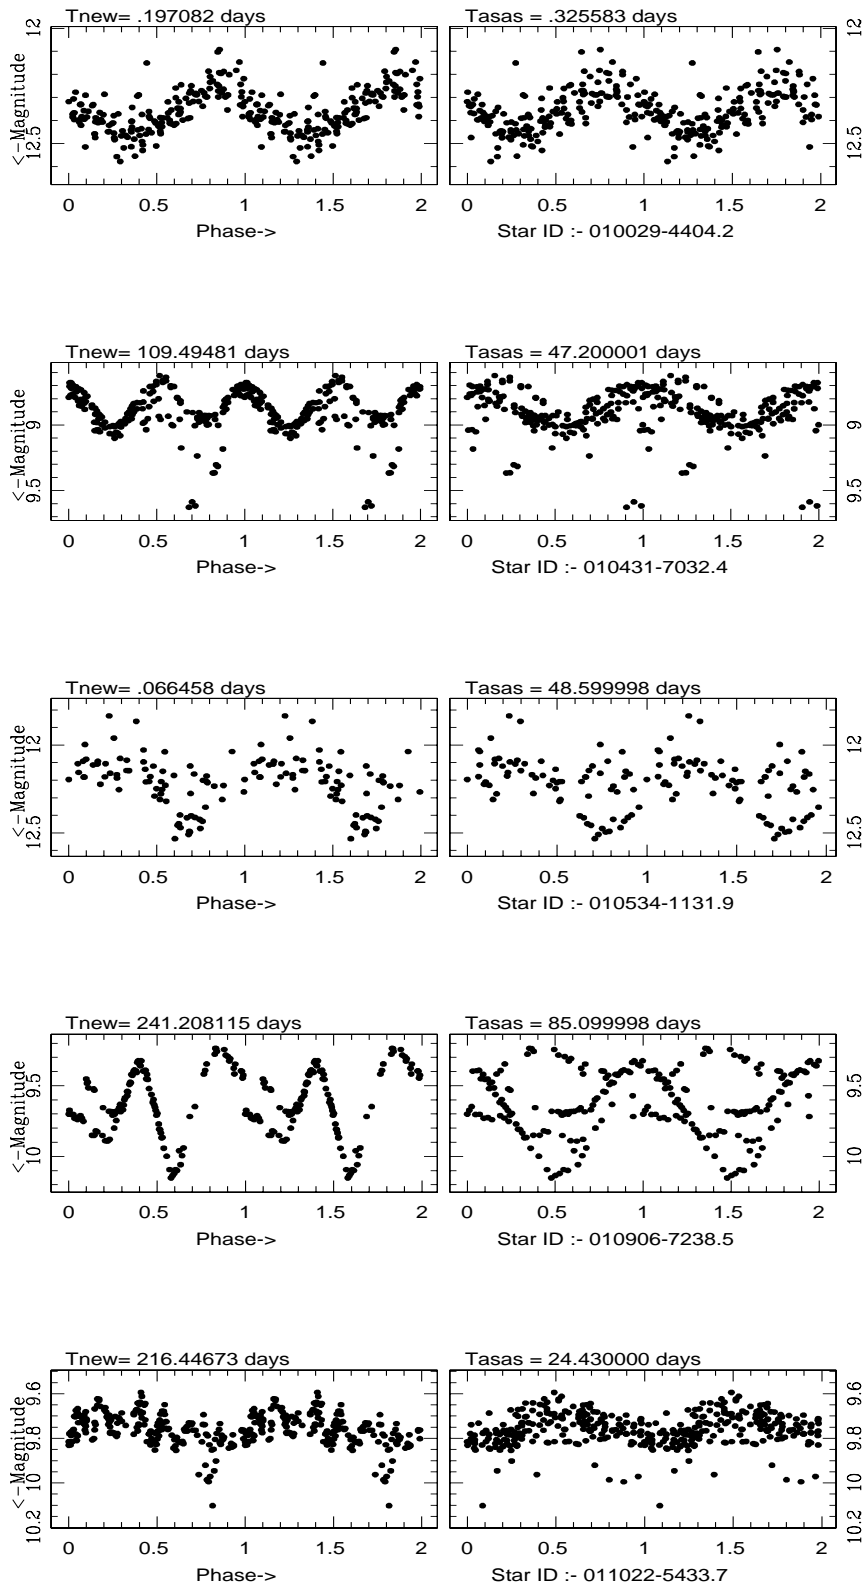 Tnew= .197082 days Tasas = .325583 days
12 12
12.5 12.5
<-Magnitude
0 0.5 1 1.5 2 0 0.5 1 1.5 2
Phase-> Star ID :- 010029-4404.2
Tnew= 109.49481 days Tasas = 47.200001 days
9 9
9.5 9.5
<-Magnitude
0 0.5 1 1.5 2 0 0.5 1 1.5 2
Phase-> Star ID :- 010431-7032.4
Tnew= .066458 days Tasas = 48.599998 days
12 12
12.5 12.5
<-Magnitude
0 0.5 1 1.5 2 0 0.5 1 1.5 2
Phase-> Star ID :- 010534-1131.9
Tnew= 241.208115 days Tasas = 85.099998 days
9.5 9.5
10 10
<-Magnitude
0 0.5 1 1.5 2 0 0.5 1 1.5 2
Phase-> Star ID :- 010906-7238.5
Tnew= 216.44673 days Tasas = 24.430000 days
9.6 9.6
9.8 9.8
10 10
10.2 10.2
<-Magnitude
0 0.5 1 1.5 2 0 0.5 1 1.5 2
Phase-> Star ID :- 011022-5433.7